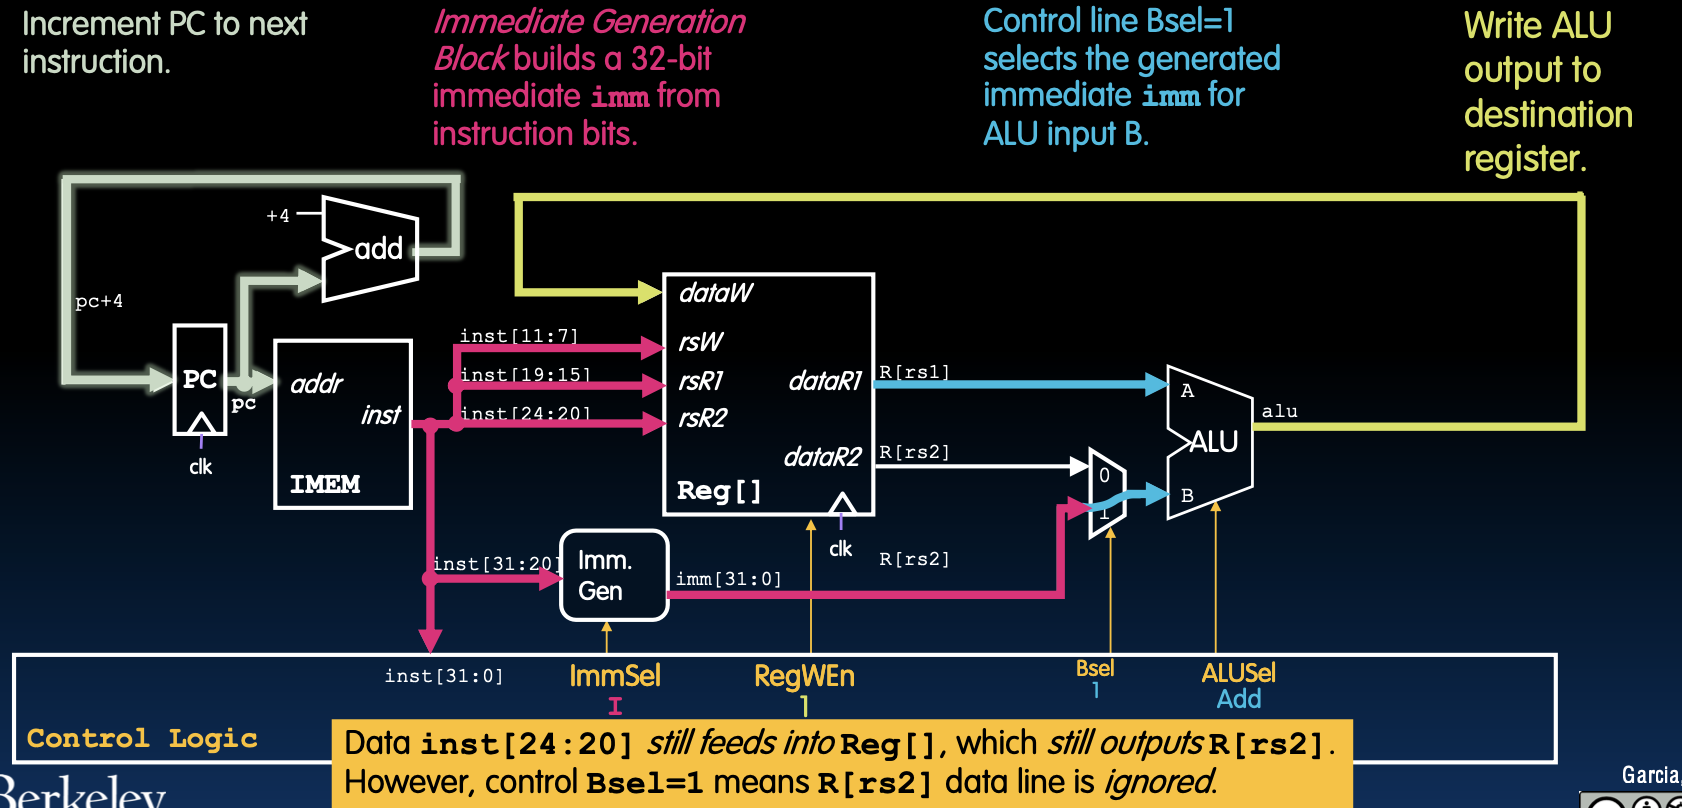 Increment PC to next
instruction.
Immediate Generation
Block builds a 32-bit
immediate imm from
instruction bits.
Control line Bsel=1
selects the generated
immediate imm for
ALU input B.
Write ALU
output to
destination
register.
+4
add
pc+4
PC
pc
clk
addr
inst
IMEM
inst[11:7]
inst[19:15]
inst[24:20]
dataW
rsW
rsR1
rsR2
dataR1
dataR2
Reg[]
clk
R[rs1]
R[rs2]
R[rs2]
0
1
A
B
ALU
alu
inst[31:20]
Imm.
Gen
imm[31:0]
inst[31:0]
ImmSel
I
RegWEn
1
Bsel
1
ALUSel
Add
Control Logic
Data inst[24:20] still feeds into Reg[], which still outputs R[rs2].
However, control Bsel=1 means R[rs2] data line is ignored.
Berkeley
Garcia,